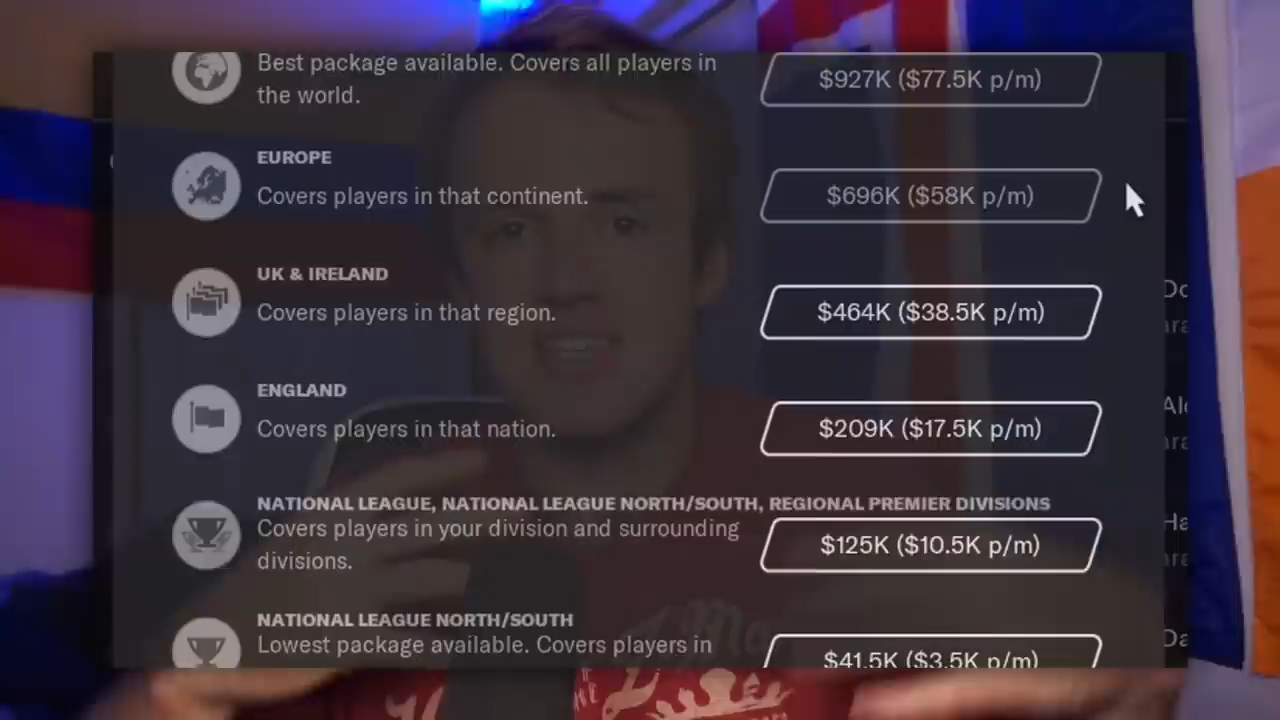 Best package available. Covers all players in
the world.
$927K ($77.5K p/m)
EUROPE
Covers players in that continent.
$696K ($58K p/m)
UK & IRELAND
Covers players in that region.
$464K ($38.5K p/m)
ENGLAND
Covers players in that nation.
$209K ($17.5K p/m)
NATIONAL LEAGUE, NATIONAL LEAGUE NORTH/SOUTH, REGIONAL PREMIER DIVISIONS
Covers players in your division and surrounding
divisions.
$125K ($10.5K p/m)
NATIONAL LEAGUE NORTH/SOUTH
Lowest package available. Covers players in
$41.5K ($3.5K p/m)